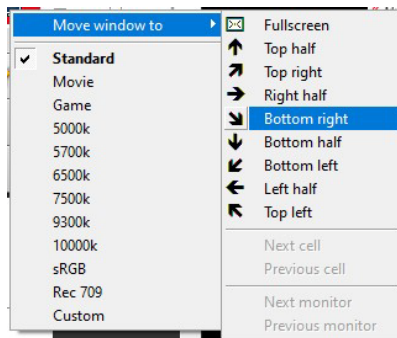 Move window to
Standard
Movie
Game
5000k
5700k
6500k
7500k
9300k
10000k
sRGB
Rec 709
Custom
Fullscreen
Top half
Top right
Right half
Bottom right
Bottom half
Bottom left
Left half
Top left
Next cell
Previous cell
Next monitor
Previous monitor